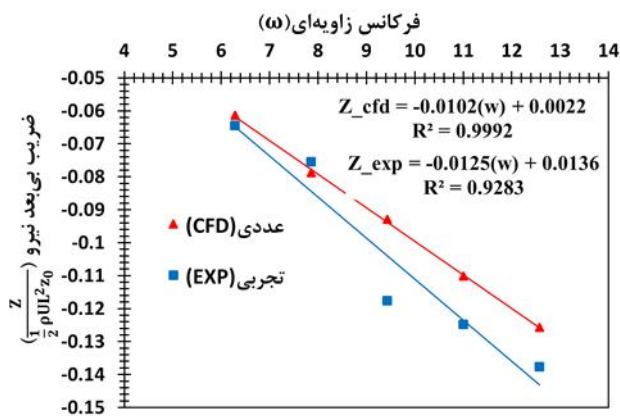 فرکانس زاویه‌ای(ω)
4 5 6 7 8 9 10 11 12 13 14
-0.05
-0.06
-0.07
-0.08
-0.09
-0.1
-0.11
-0.12
-0.13
-0.14
-0.15
ضریب بی‌بعد نیرو (Z / ½ρUL²z₀)
Z_cfd = -0.0102(w) + 0.0022
R² = 0.9992
Z_exp = -0.0125(w) + 0.0136
R² = 0.9283
عددی(CFD)
تجربی(EXP)